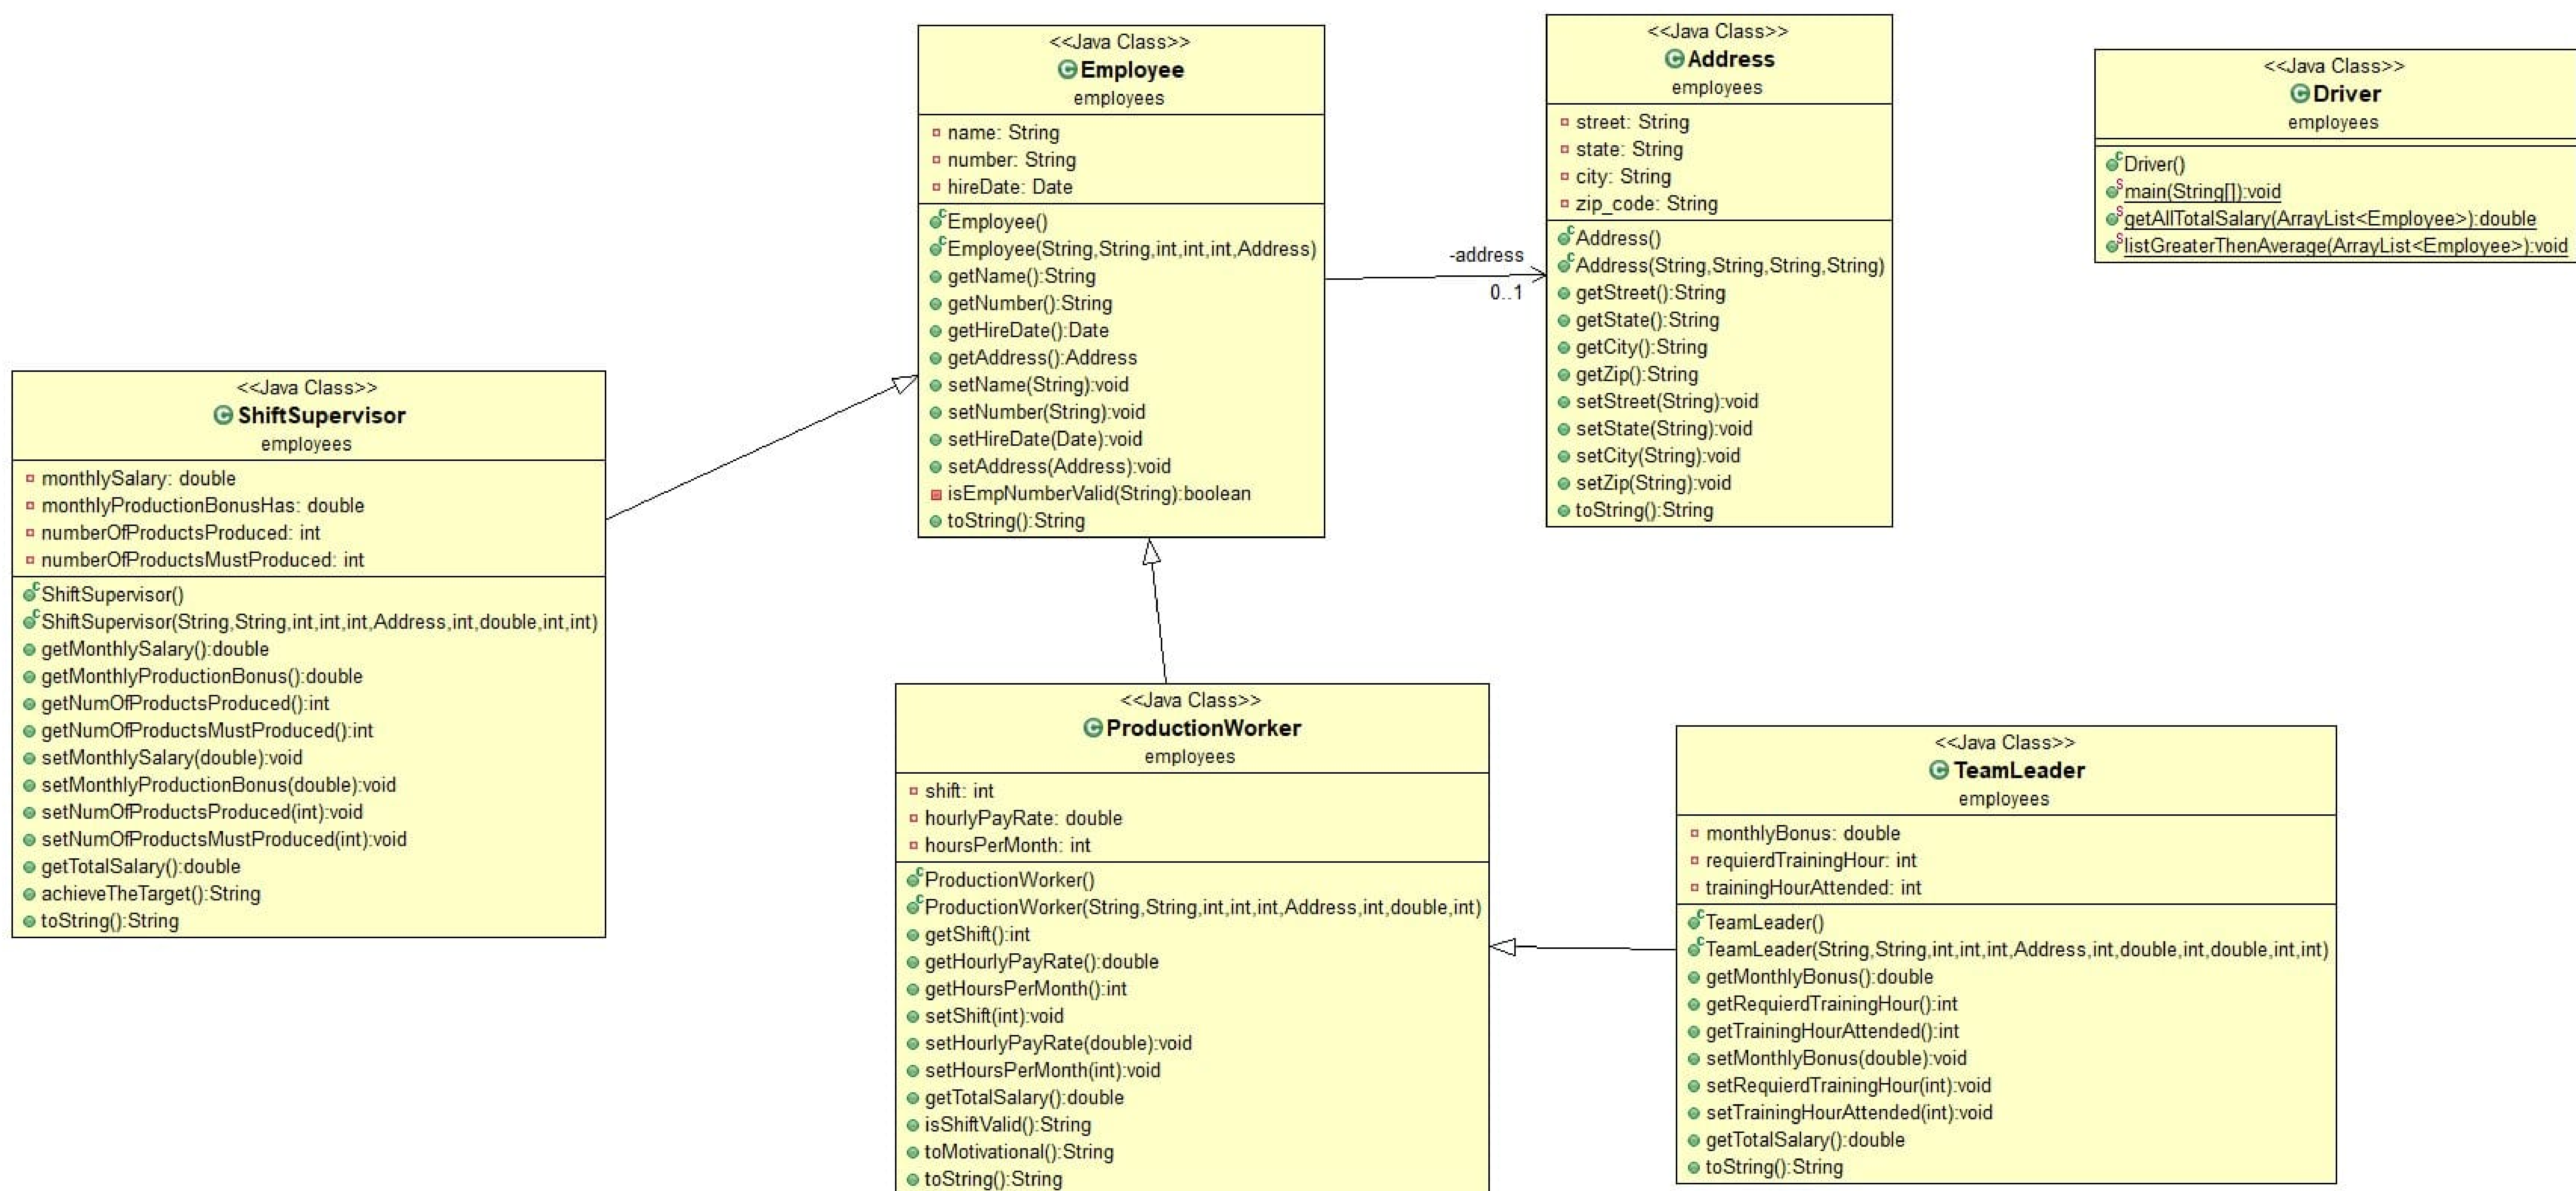 <<Java Class>>
Employee
employees
name: String
number: String
hireDate: Date
Employee()
Employee(String,String,int,int,int,Address)
getName():String
getNumber():String
getHireDate():Date
getAddress():Address
setName(String):void
setNumber(String):void
setHireDate(Date):void
setAddress(Address):void
isEmpNumberValid(String):boolean
toString():String
-address
0..1
<<Java Class>>
Address
employees
street: String
state: String
city: String
zip_code: String
Address()
Address(String,String,String,String)
getStreet():String
getState():String
getCity():String
getZip():String
setStreet(String):void
setState(String):void
setCity(String):void
setZip(String):void
toString():String
<<Java Class>>
Driver
employees
Driver()
main(String[]):void
getAllTotalSalary(ArrayList<Employee>):double
listGreaterThenAverage(ArrayList<Employee>):void
<<Java Class>>
ShiftSupervisor
employees
monthlySalary: double
monthlyProductionBonusHas: double
numberOfProductsProduced: int
numberOfProductsMustProduced: int
ShiftSupervisor()
ShiftSupervisor(String,String,int,int,int,Address,int,double,int,int)
getMonthlySalary():double
getMonthlyProductionBonus():double
getNumOfProductsProduced():int
getNumOfProductsMustProduced():int
setMonthlySalary(double):void
setMonthlyProductionBonus(double):void
setNumOfProductsProduced(int):void
setNumOfProductsMustProduced(int):void
getTotalSalary():double
achieveTheTarget():String
toString():String
<<Java Class>>
ProductionWorker
employees
shift: int
hourlyPayRate: double
hoursPerMonth: int
ProductionWorker()
ProductionWorker(String,String,int,int,int,Address,int,double,int)
getShift():int
getHourlyPayRate():double
getHoursPerMonth():int
setShift(int):void
setHourlyPayRate(double):void
setHoursPerMonth(int):void
getTotalSalary():double
isShiftValid():String
toMotivational():String
toString():String
<<Java Class>>
TeamLeader
employees
monthlyBonus: double
requierdTrainingHour: int
trainingHourAttended: int
TeamLeader()
TeamLeader(String,String,int,int,int,Address,int,double,int,double,int,int)
getMonthlyBonus():double
getRequierdTrainingHour():int
getTrainingHourAttended():int
setMonthlyBonus(double):void
setRequierdTrainingHour(int):void
setTrainingHourAttended(int):void
getTotalSalary():double
toString():String